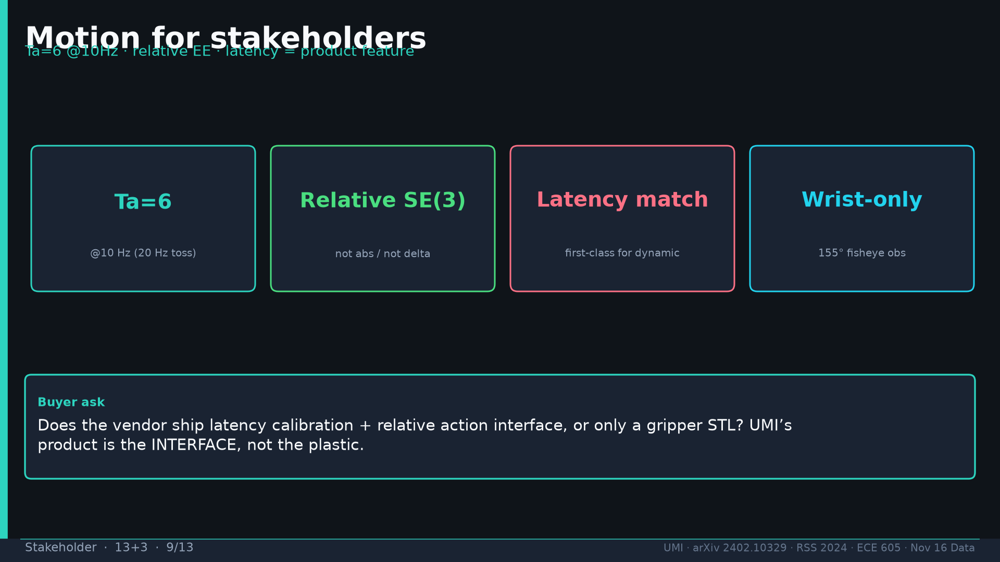 Motion for stakeholders
Ta=6 @10Hz · relative EE · latency = product feature
Ta=6
@10 Hz (20 Hz toss)
Relative SE(3)
not abs / not delta
Latency match
first-class for dynamic
Wrist-only
155° fisheye obs
Buyer ask
Does the vendor ship latency calibration + relative action interface, or only a gripper STL? UMI’s
product is the INTERFACE, not the plastic.
Stakeholder · 13+3 · 9/13
UMI · arXiv 2402.10329 · RSS 2024 · ECE 605 · Nov 16 Data